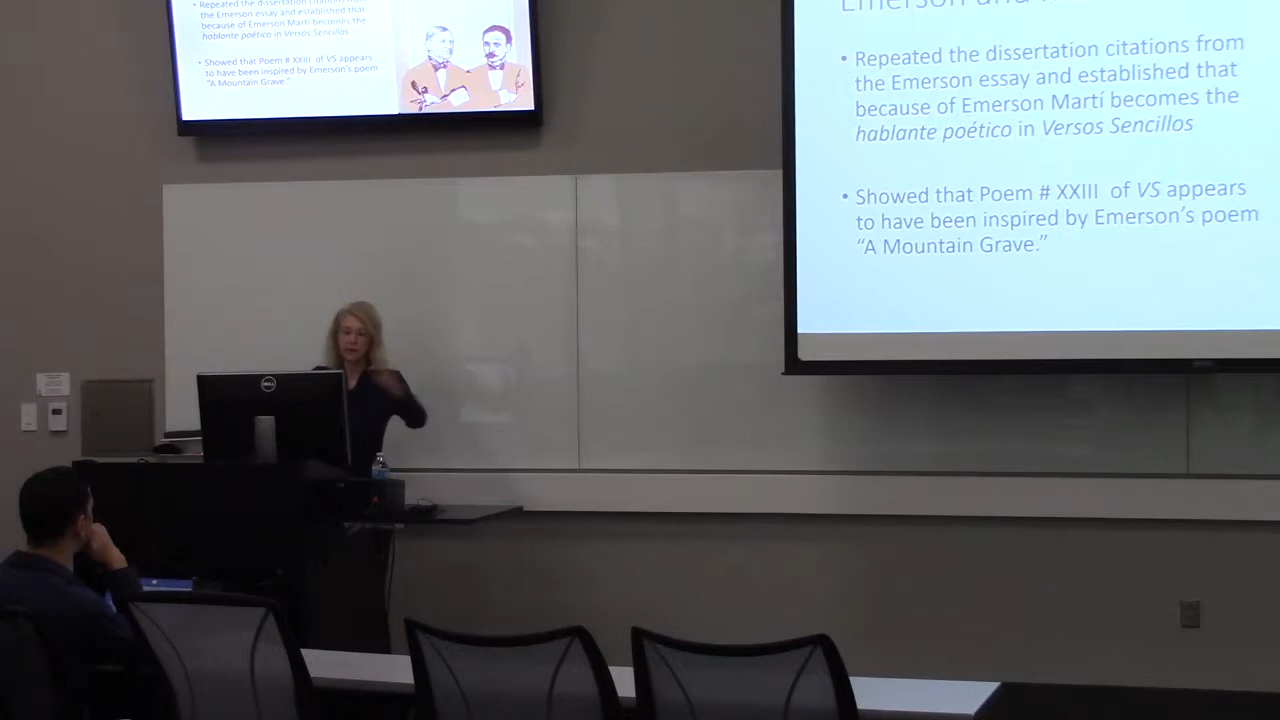 Repeated the dissertation citations from
the Emerson essay and established that
because of Emerson Martí becomes the
hablante poético in Versos Sencillos
• Showed that Poem # XXIII of VS appears
to have been inspired by Emerson's poem
"A Mountain Grave."
Emerson and
• Repeated the dissertation citations from
the Emerson essay and established that
because of Emerson Martí becomes the
hablante poético in Versos Sencillos
• Showed that Poem # XXIII of VS appears
to have been inspired by Emerson's poem
"A Mountain Grave."
DELL